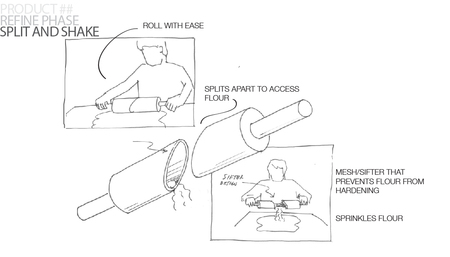 PRODUCT ##
REFINE PHASE
SPLIT AND SHAKE
ROLL WITH EASE
SPLITS APART TO ACCESS
FLOUR
SIFTER
MESH/SIFTER THAT
PREVENTS FLOUR FROM
HARDENING
SPRINKLES FLOUR